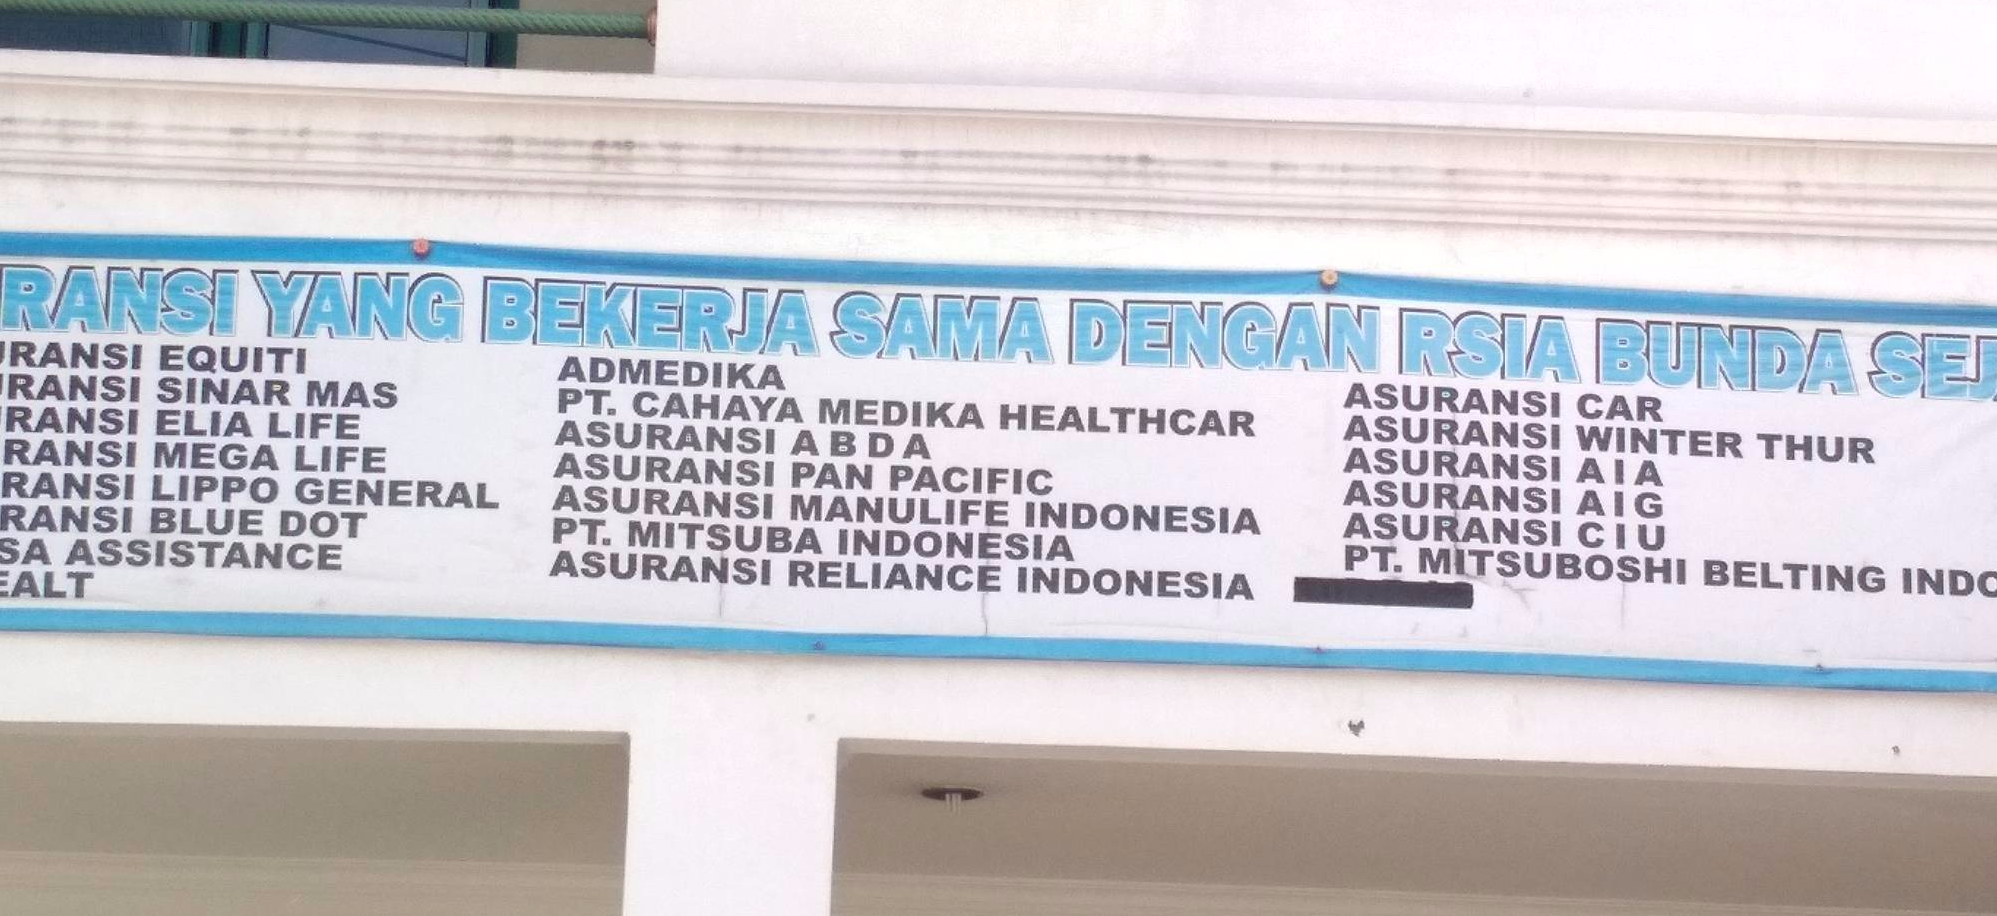 RANSI YANG BEKERJA SAMA DENGAN RSIA BUNDA SEJ
URANSI EQUITI
URANSI SINAR MAS
URANSI ELIA LIFE
RANSI MEGA LIFE
RANSI LIPPO GENERAL
RANSI BLUE DOT
SA ASSISTANCE
EALT
ADMEDIKA
PT. CAHAYA MEDIKA HEALTHCAR
ASURANSI A B D A
ASURANSI PAN PACIFIC
ASURANSI MANULIFE INDONESIA
PT. MITSUBA INDONESIA
ASURANSI RELIANCE INDONESIA
ASURANSI CAR
ASURANSI WINTER THUR
ASURANSI A I A
ASURANSI A I G
ASURANSI C I U
PT. MITSUBOSHI BELTING INDO